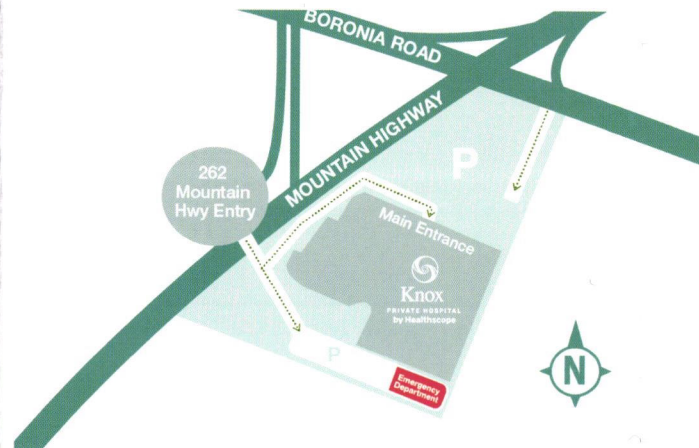 BORONIA ROAD
MOUNTAIN HIGHWAY
262
Mountain
Hwy Entry
P
Main Entrance
Knox
PRIVATE HOSPITAL
by Healthscope
P
Emergency
Department
N